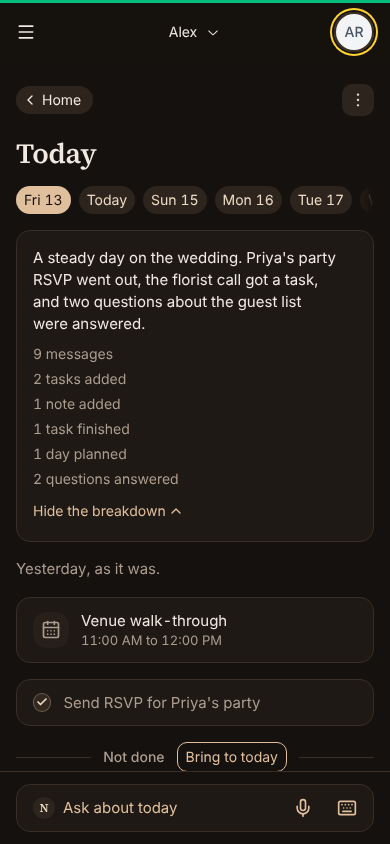 Alex
AR
Home
Today
Fri 13
Today
Sun 15
Mon 16
Tue 17
A steady day on the wedding. Priya's party
RSVP went out, the florist call got a task,
and two questions about the guest list
were answered.
9 messages
2 tasks added
1 note added
1 task finished
1 day planned
2 questions answered
Hide the breakdown
Yesterday, as it was.
Venue walk-through
11:00 AM to 12:00 PM
Send RSVP for Priya's party
Not done
Bring to today
N
Ask about today